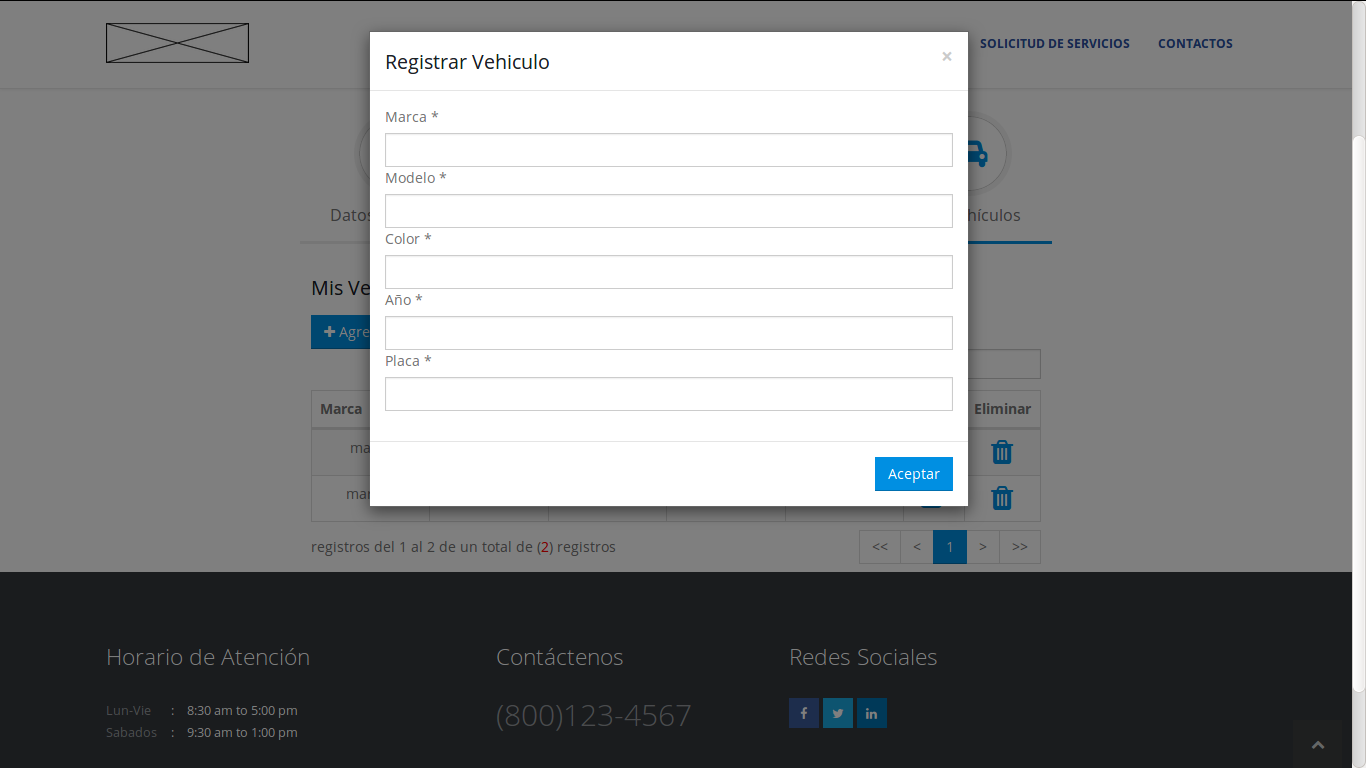 SOLICITUD DE SERVICIOS CONTACTOS
Registrar Vehiculo ×
Marca *
Modelo *
Color *
Año *
Placa *
Aceptar
Datos
hículos
Mis Ve
+ Agre
Marca Eliminar
ma
mar
registros del 1 al 2 de un total de (2) registros
<< < 1 > >>
Horario de Atención
Lun-Vie : 8:30 am to 5:00 pm
Sabados : 9:30 am to 1:00 pm
Contáctenos
(800)123-4567
Redes Sociales
f in